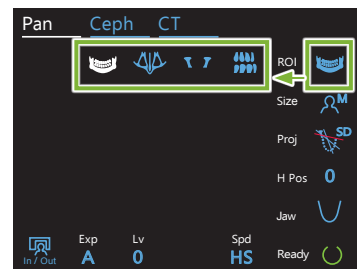 Pan Ceph CT
ROI
Size M
Proj SD
H Pos 0
Jaw
Exp Lv Spd
In / Out A 0 HS Ready